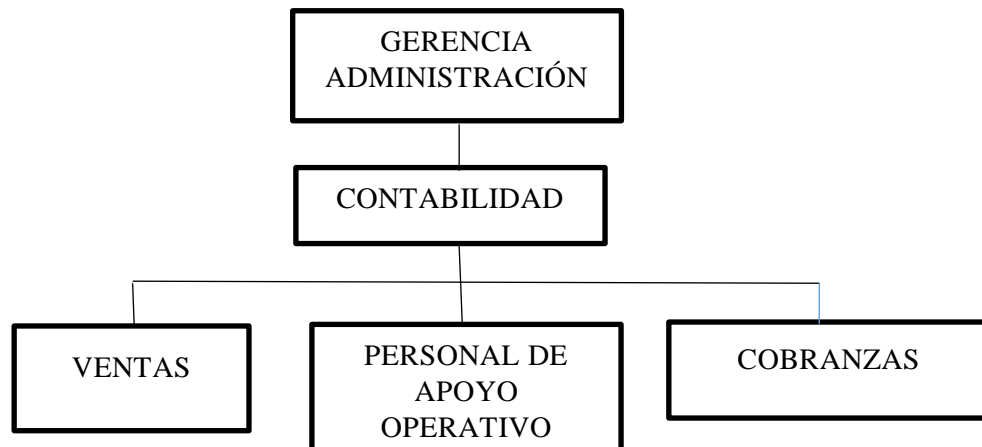 GERENCIA
ADMINISTRACIÓN
CONTABILIDAD
VENTAS
PERSONAL DE
APOYO
OPERATIVO
COBRANZAS